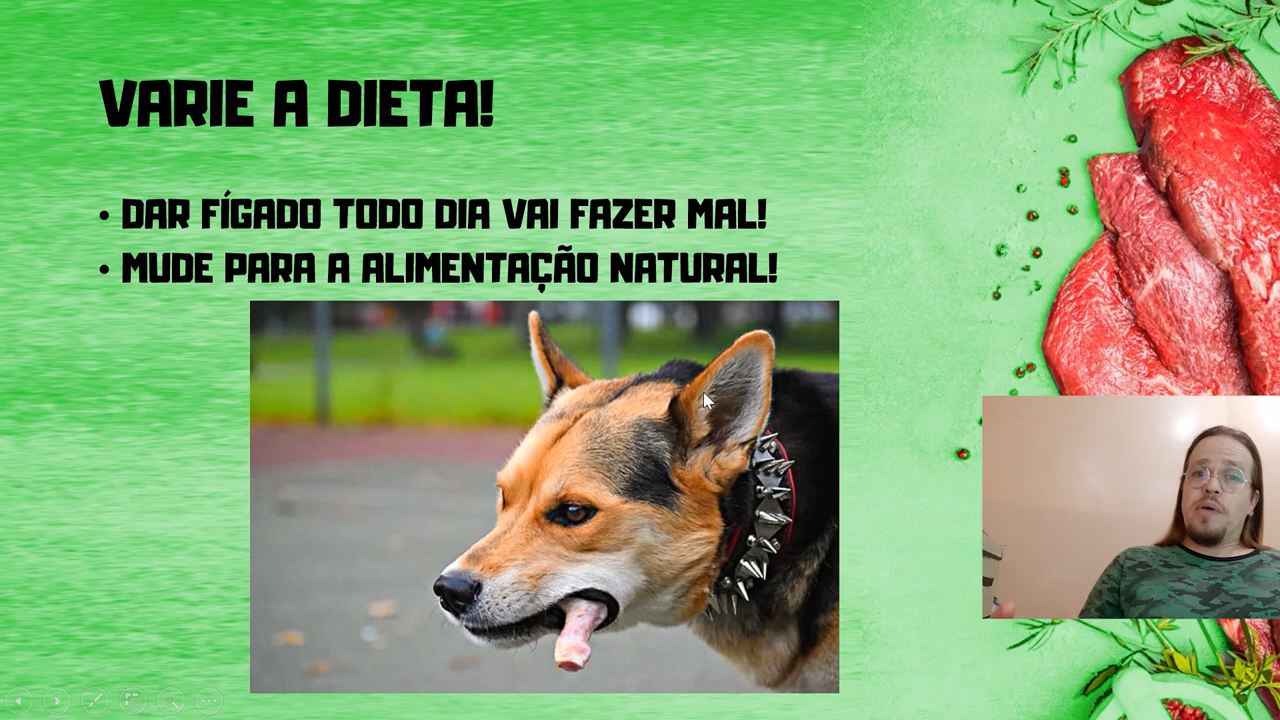 VARIE A DIETA!
• DAR FÍGADO TODO DIA VAI FAZER MAL!
• MUDE PARA A ALIMENTAÇÃO NATURAL!